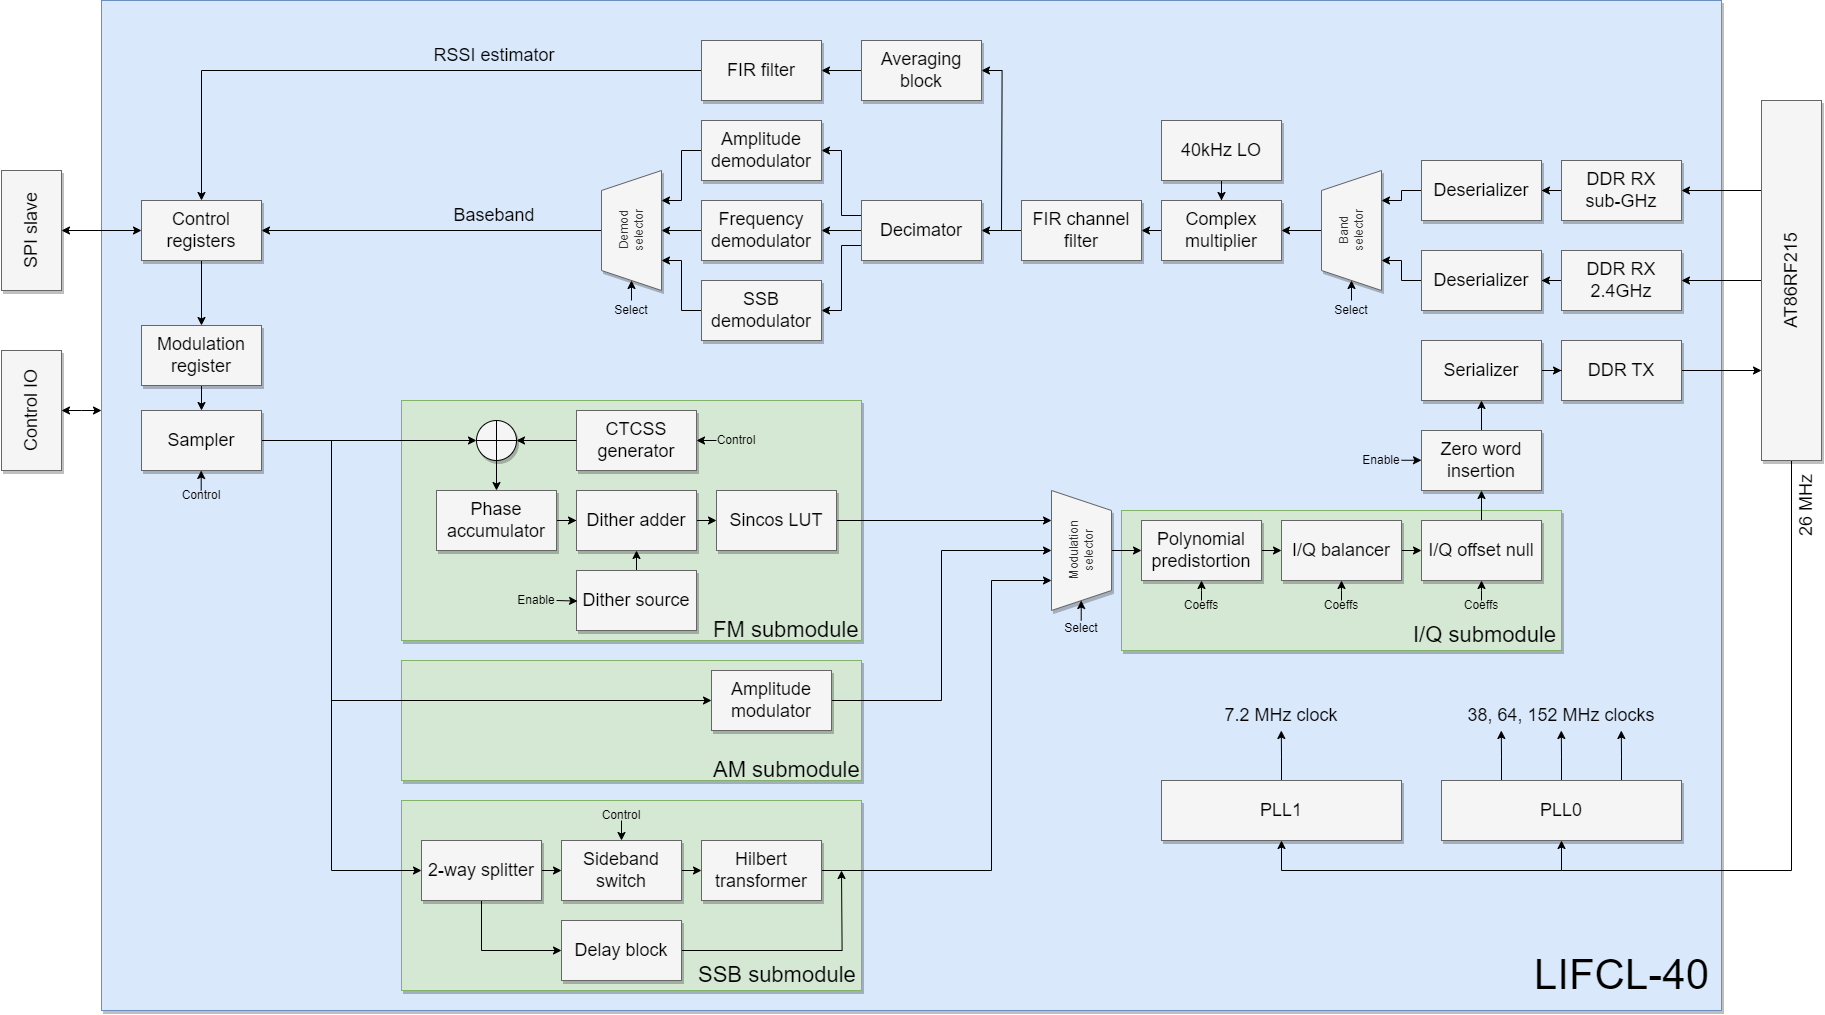 RSSI estimator
FIR filter
Averaging
block
Amplitude
demodulator
40kHz LO
SPI slave
Control
registers
Baseband
Demod
selector
Select
Frequency
demodulator
Decimator
FIR channel
filter
Complex
multiplier
Band
selector
Select
Deserializer
DDR RX
sub-GHz
Deserializer
DDR RX
2.4GHz
AT86RF215
SSB
demodulator
Modulation
register
Serializer
DDR TX
Control IO
Sampler
Control
CTCSS
generator
Control
Enable
Zero word
insertion
26 MHz
Phase
accumulator
Dither adder
Sincos LUT
Enable
Dither source
FM submodule
Modulation
selector
Select
Polynomial
predistortion
I/Q balancer
I/Q offset null
Coeffs
Coeffs
Coeffs
I/Q submodule
Amplitude
modulator
AM submodule
7.2 MHz clock
38, 64, 152 MHz clocks
PLL1
PLL0
Control
2-way splitter
Sideband
switch
Hilbert
transformer
Delay block
SSB submodule
LIFCL-40